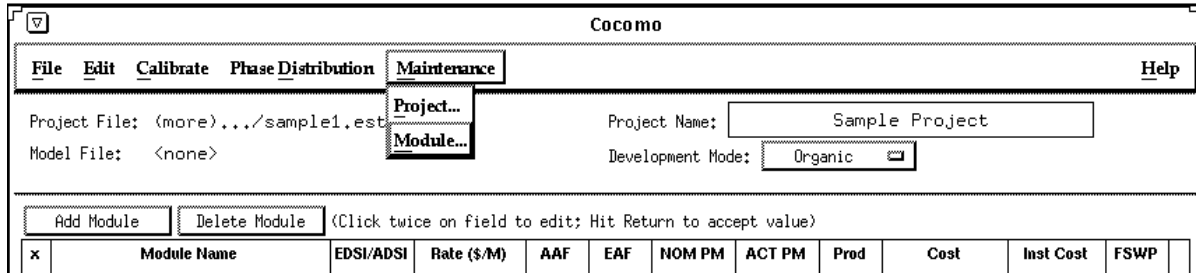 Cocomo
File Edit Calibrate Phase Distribution Maintenance Help
Project...
Module...
Project File: (more).../sample1.est
Project Name: Sample Project
Model File: <none>
Development Mode: Organic
Add Module Delete Module (Click twice on field to edit; Hit Return to accept value)
x Module Name EDSI/ADSI Rate ($/M) AAF EAF NOM PM ACT PM Prod Cost Inst Cost FSWP